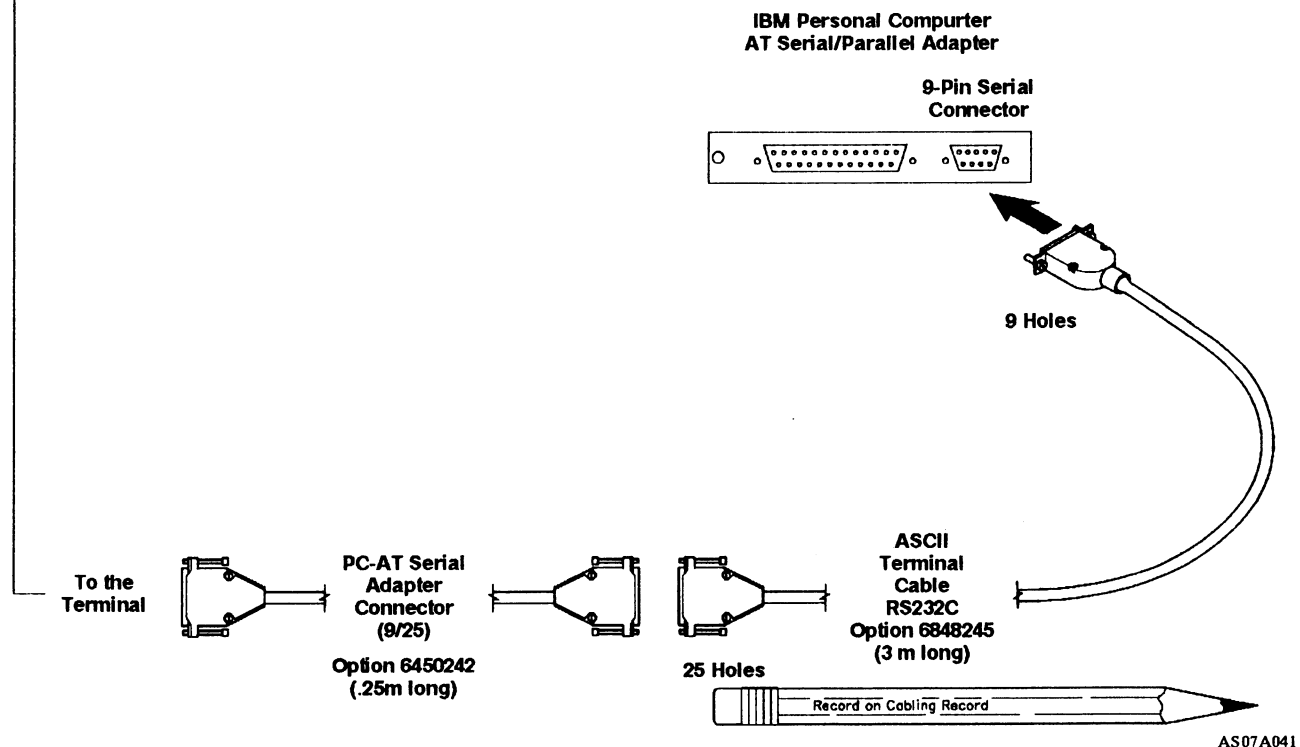 IBM Personal Compurter
AT Serial/Parallel Adapter
9-Pin Serial
Connector
9 Holes
To the
Terminal
PC-AT Serial
Adapter
Connector
(9/25)
Option 6450242
(.25m long)
ASCII
Terminal
Cable
RS232C
Option 6848245
(3 m long)
25 Holes
Record on Cabling Record
AS07A041